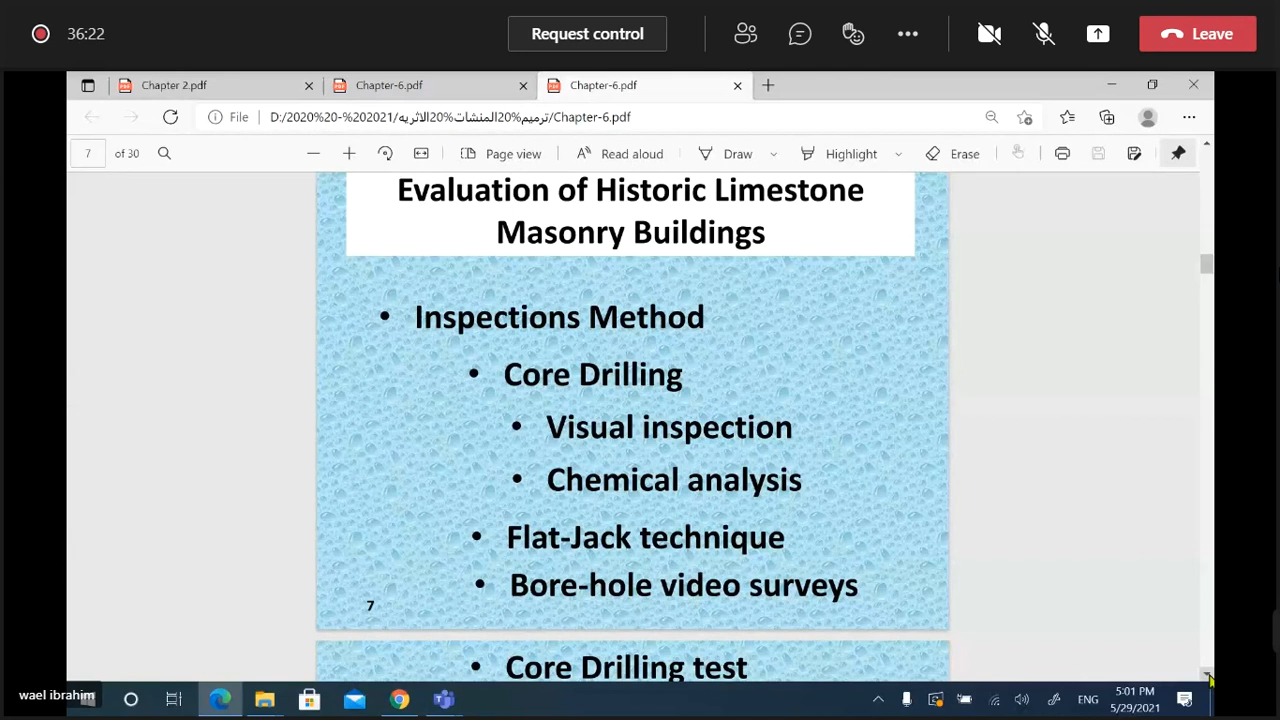 36:22
Request control
Leave
Chapter 2.pdf
Chapter-6.pdf
Chapter-6.pdf
File
D:/2020%20-%202021/ترميم%20المنشات%20الاثريه/Chapter-6.pdf
7 of 30
Page view
Read aloud
Draw
Highlight
Erase
Evaluation of Historic Limestone
Masonry Buildings
• Inspections Method
• Core Drilling
• Visual inspection
• Chemical analysis
• Flat-Jack technique
• Bore-hole video surveys
7
• Core Drilling test
wael ibrahim
ENG
5:01 PM
5/29/2021